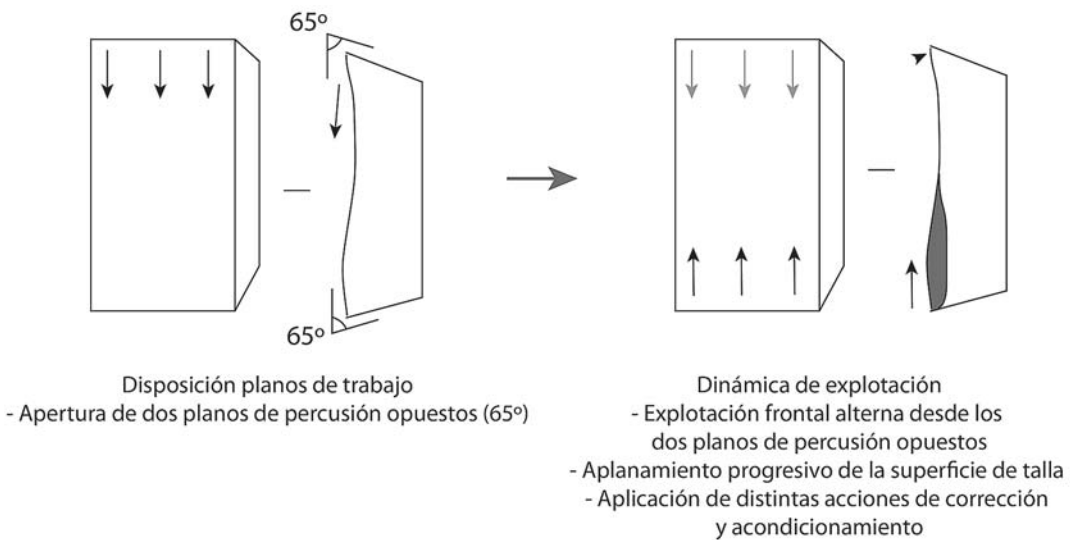 65º
65º
Disposición planos de trabajo
- Apertura de dos planos de percusión opuestos (65º)
Dinámica de explotación
- Explotación frontal alterna desde los
dos planos de percusión opuestos
- Aplanamiento progresivo de la superficie de talla
- Aplicación de distintas acciones de corrección
y acondicionamiento